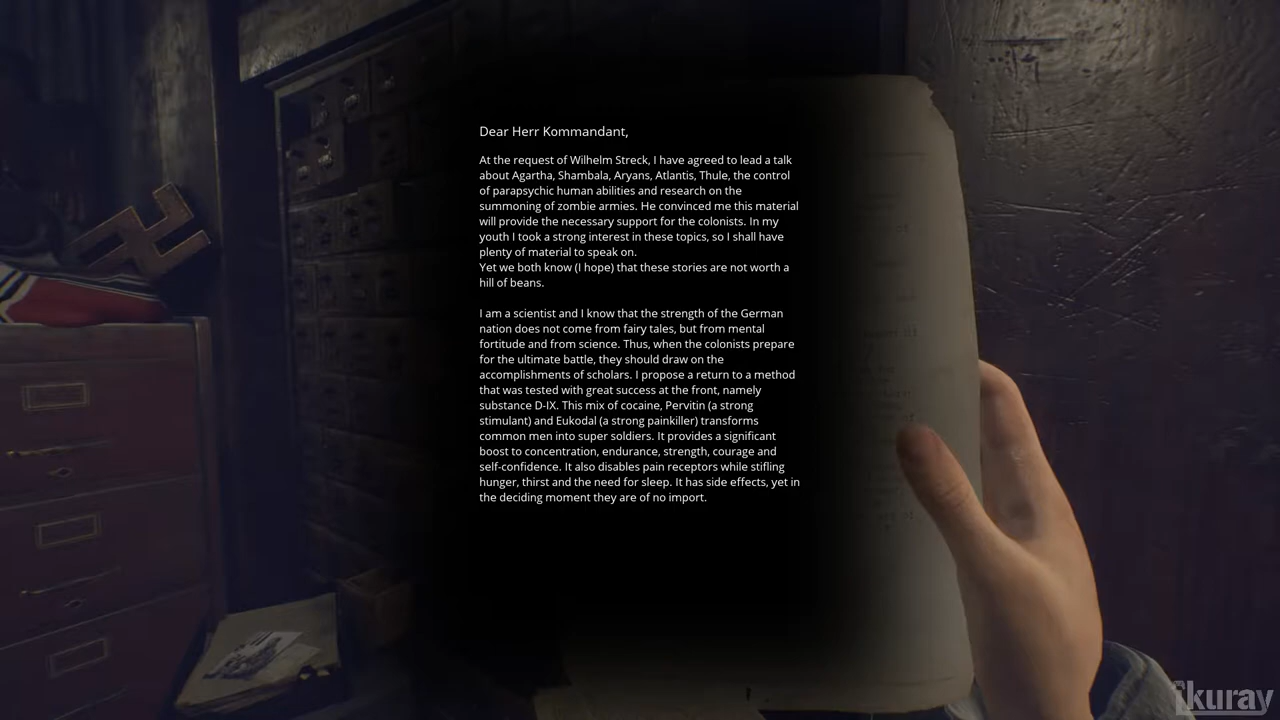 Dear Herr Kommandant,
At the request of Wilhelm Streck, I have agreed to lead a talk
about Agartha, Shambala, Aryans, Atlantis, Thule, the control
of parapsychic human abilities and research on the
summoning of zombie armies. He convinced me this material
will provide the necessary support for the colonists. In my
youth I took a strong interest in these topics, so I shall have
plenty of material to speak on.
Yet we both know (I hope) that these stories are not worth a
hill of beans.
I am a scientist and I know that the strength of the German
nation does not come from fairy tales, but from mental
fortitude and from science. Thus, when the colonists prepare
for the ultimate battle, they should draw on the
accomplishments of scholars. I propose a return to a method
that was tested with great success at the front, namely
substance D-IX. This mix of cocaine, Pervitin (a strong
stimulant) and Eukodal (a strong painkiller) transforms
common men into super soldiers. It provides a significant
boost to concentration, endurance, strength, courage and
self-confidence. It also disables pain receptors while stifling
hunger, thirst and the need for sleep. It has side effects, yet in
the deciding moment they are of no import.
kuray